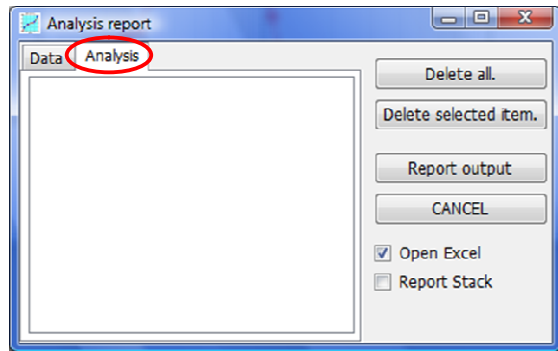 Analysis report
Data Analysis
Delete all.
Delete selected item.
Report output
CANCEL
Open Excel
Report Stack